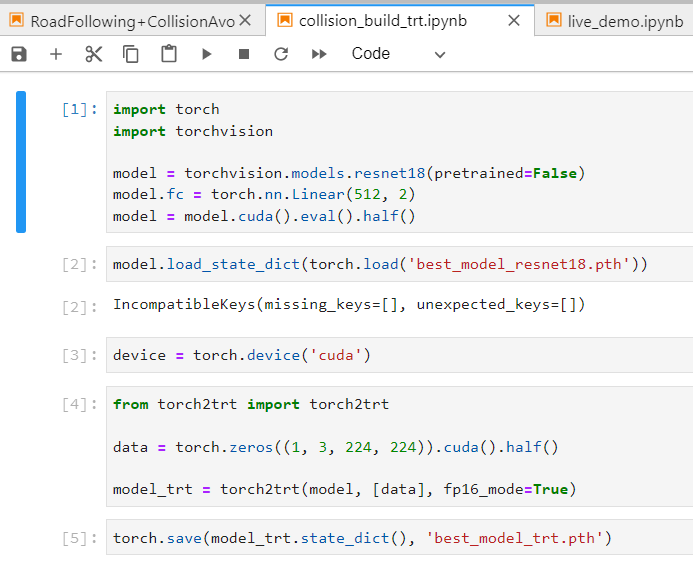 RoadFollowing+CollisionAvo
collision_build_trt.ipynb
live_demo.ipynb
Code
[1]:
import torch
import torchvision
model = torchvision.models.resnet18(pretrained=False)
model.fc = torch.nn.Linear(512, 2)
model = model.cuda().eval().half()
[2]:
model.load_state_dict(torch.load('best_model_resnet18.pth'))
[2]:
IncompatibleKeys(missing_keys=[], unexpected_keys=[])
[3]:
device = torch.device('cuda')
[4]:
from torch2trt import torch2trt
data = torch.zeros((1, 3, 224, 224)).cuda().half()
model_trt = torch2trt(model, [data], fp16_mode=True)
[5]:
torch.save(model_trt.state_dict(), 'best_model_trt.pth')